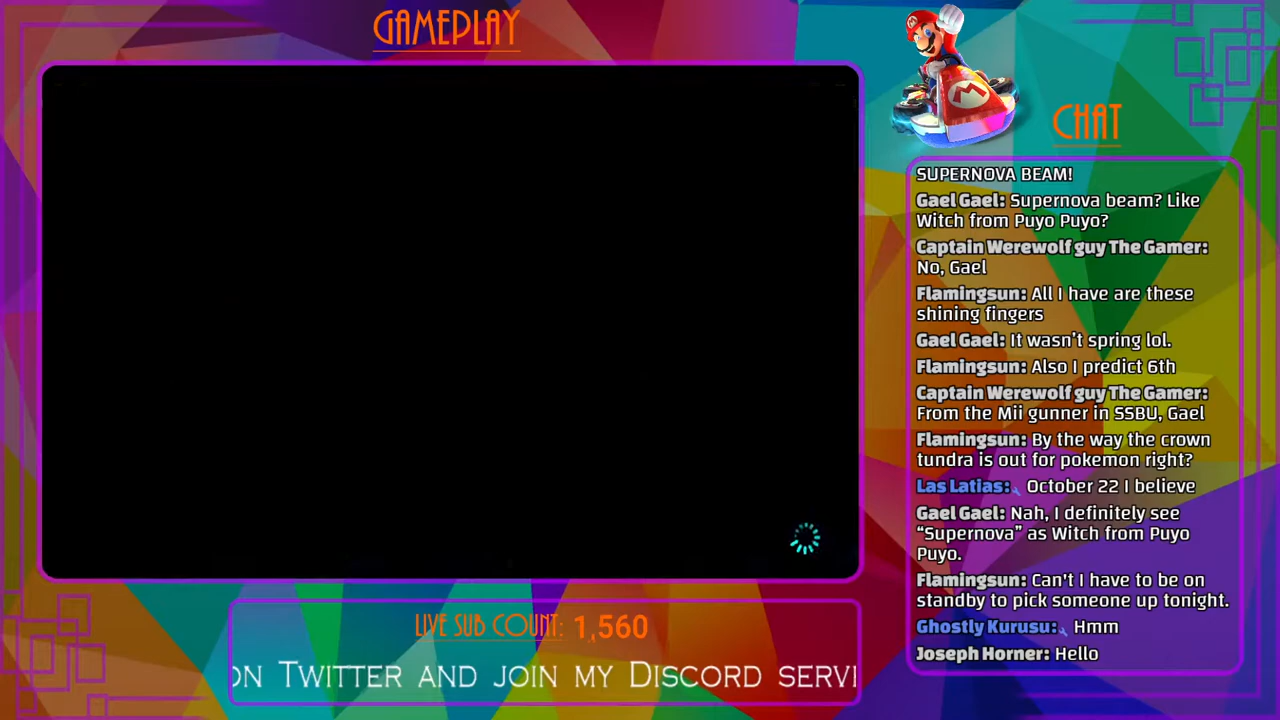 GAMEPLAY
CHAT
SUPERNOVA BEAM!
Gael Gael: Supernova beam? Like
Witch from Puyo Puyo?
Captain Werewolf guy The Gamer:
No, Gael
Flamingsun: All I have are these
shining fingers
Gael Gael: It wasn't spring lol.
Flamingsun: Also I predict 6th
Captain Werewolf guy The Gamer:
From the Mii gunner in SSBU, Gael
Flamingsun: By the way the crown
tundra is out for pokemon right?
Las Latias: October 22 I believe
Gael Gael: Nah, I definitely see
“Supernova” as Witch from Puyo
Puyo.
Flamingsun: Can't I have to be on
standby to pick someone up tonight.
Ghostly Kurusu: Hmm
Joseph Horner: Hello
LIVE SUB COUNT: 1,560
ON TWITTER AND JOIN MY DISCORD SERVI
M